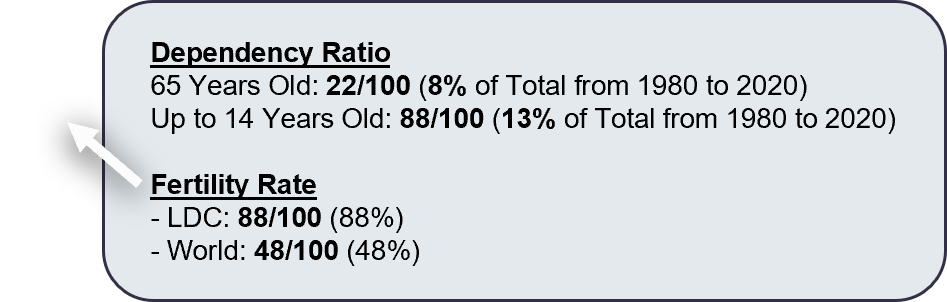 Dependency Ratio
65 Years Old: 22/100 (8% of Total from 1980 to 2020)
Up to 14 Years Old: 88/100 (13% of Total from 1980 to 2020)
Fertility Rate
- LDC: 88/100 (88%)
- World: 48/100 (48%)